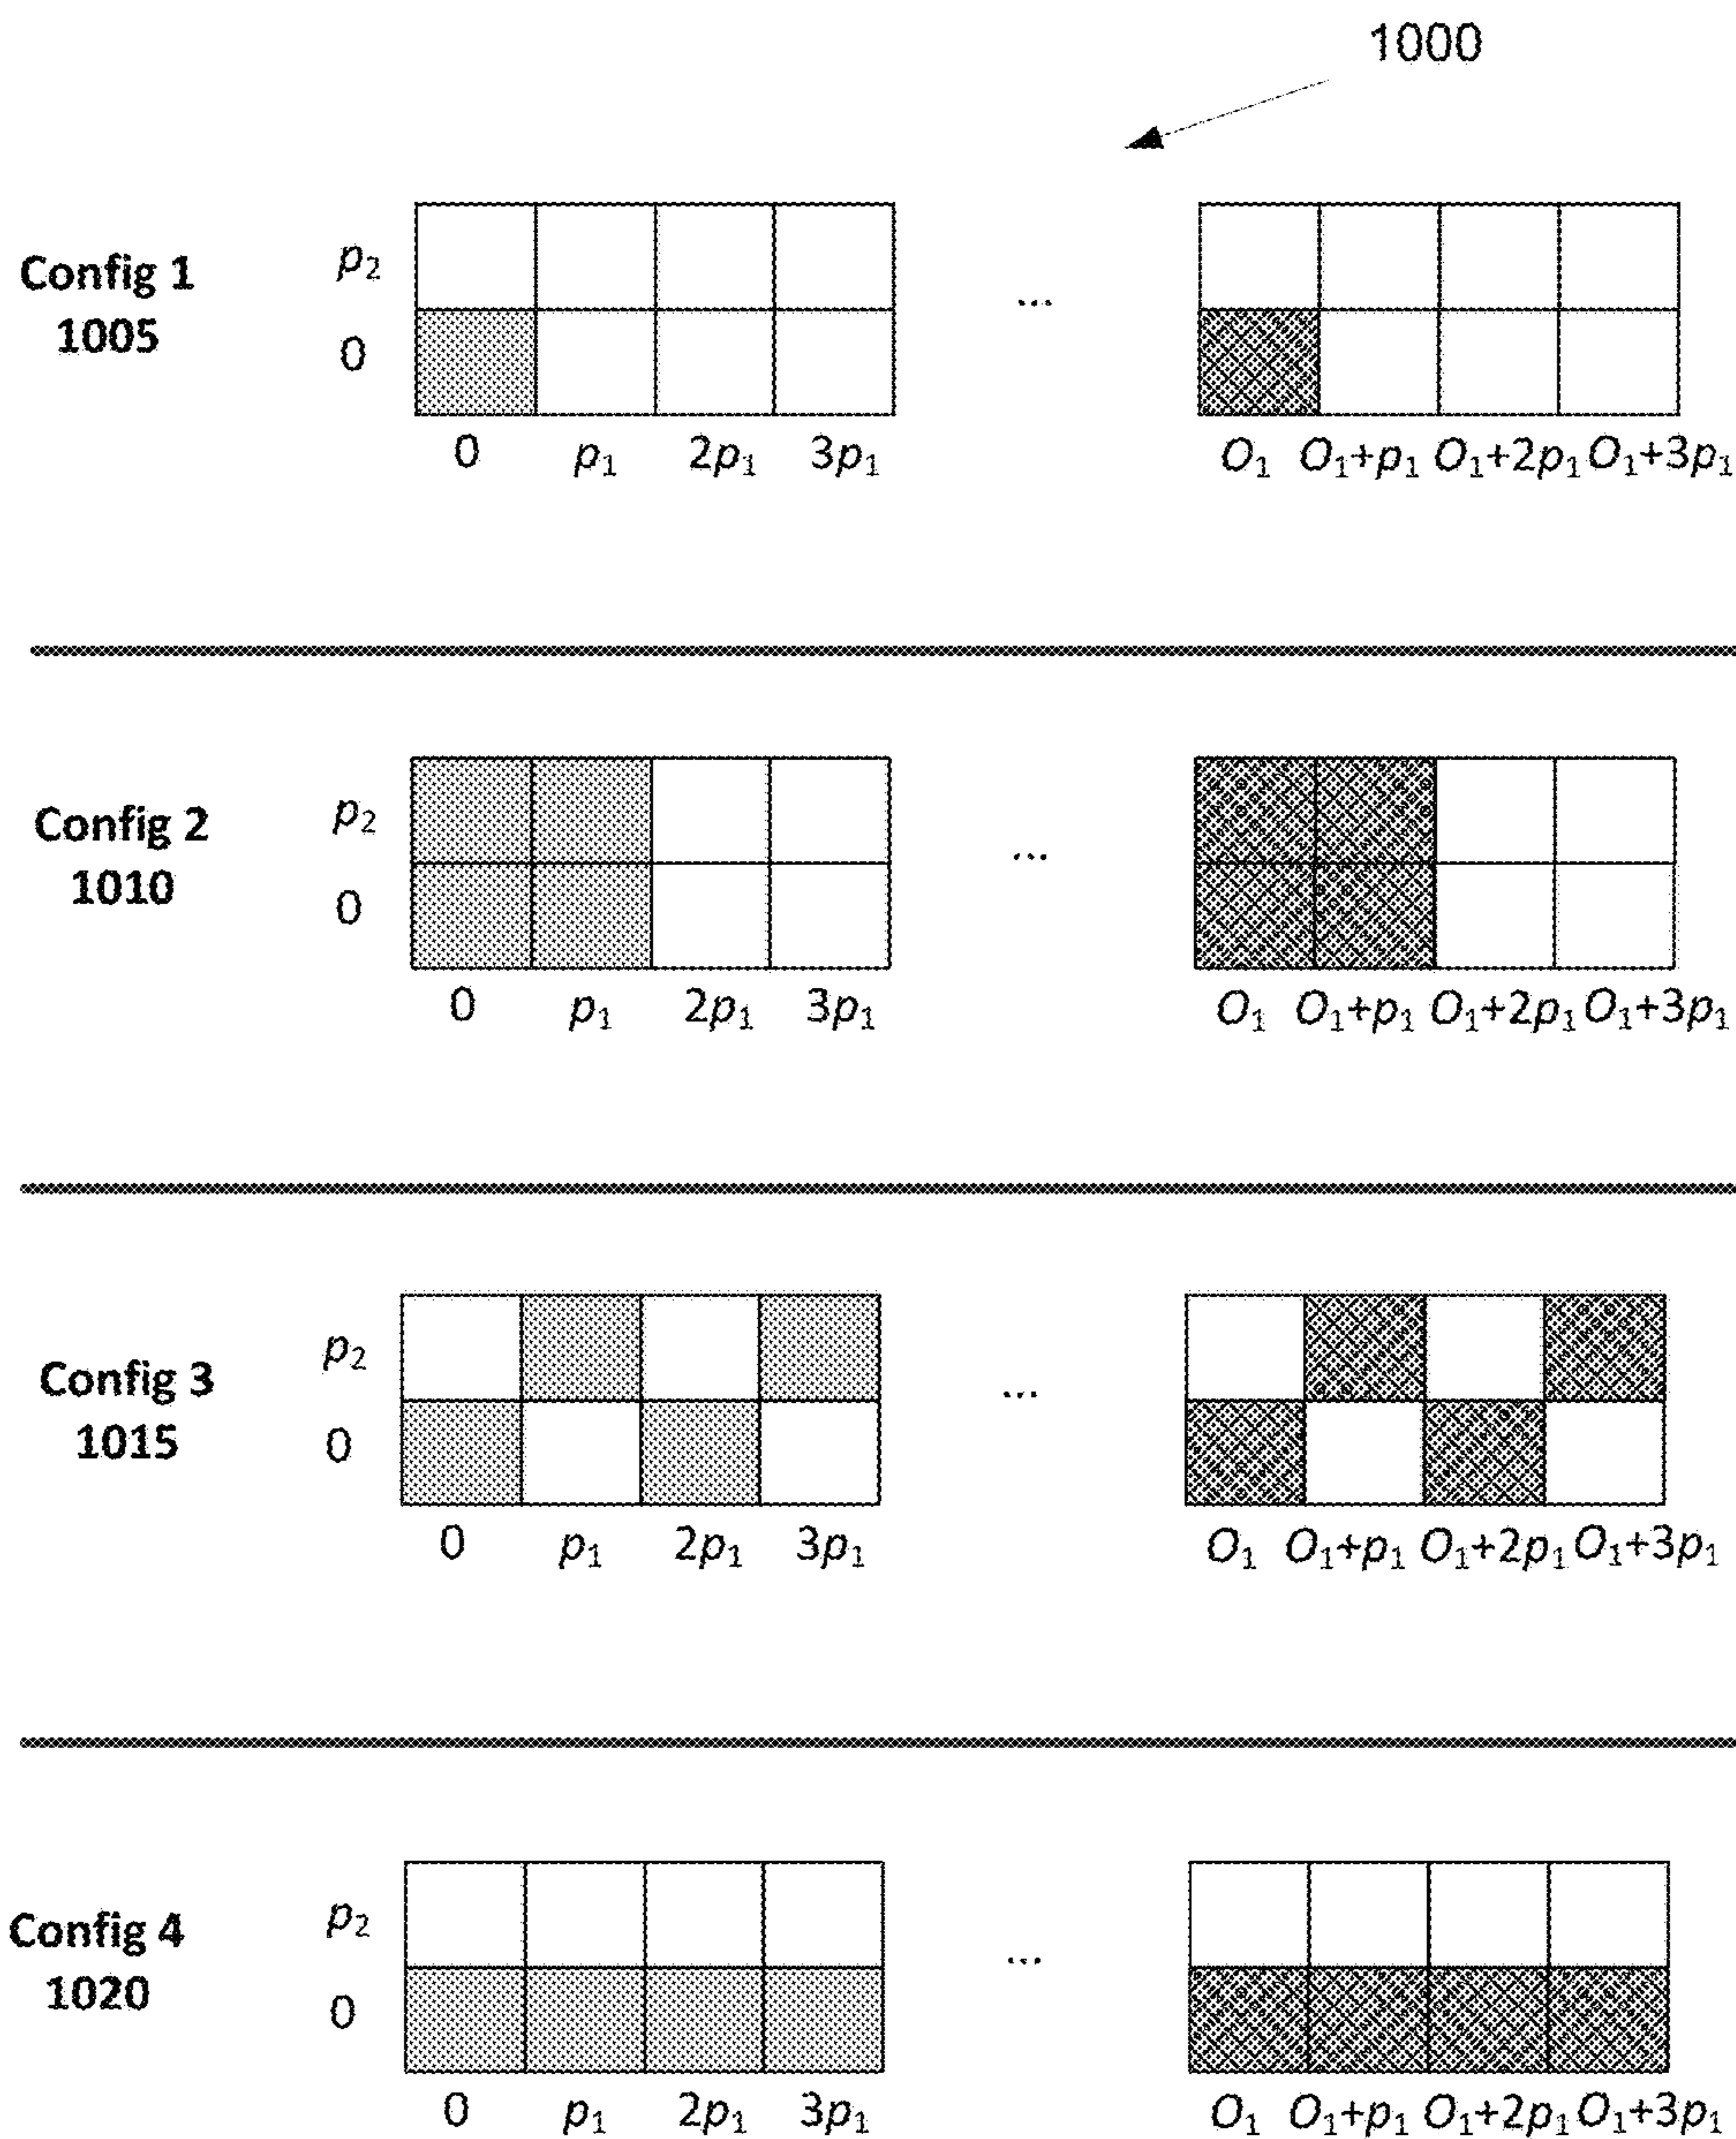 1000
Config 1
1005
p₂
0
...
0 p₁ 2p₁ 3p₁
O₁ O₁+p₁ O₁+2p₁ O₁+3p₁
Config 2
1010
p₂
0
...
0 p₁ 2p₁ 3p₁
O₁ O₁+p₁ O₁+2p₁ O₁+3p₁
Config 3
1015
p₂
0
...
0 p₁ 2p₁ 3p₁
O₁ O₁+p₁ O₁+2p₁ O₁+3p₁
Config 4
1020
p₂
0
...
0 p₁ 2p₁ 3p₁
O₁ O₁+p₁ O₁+2p₁ O₁+3p₁